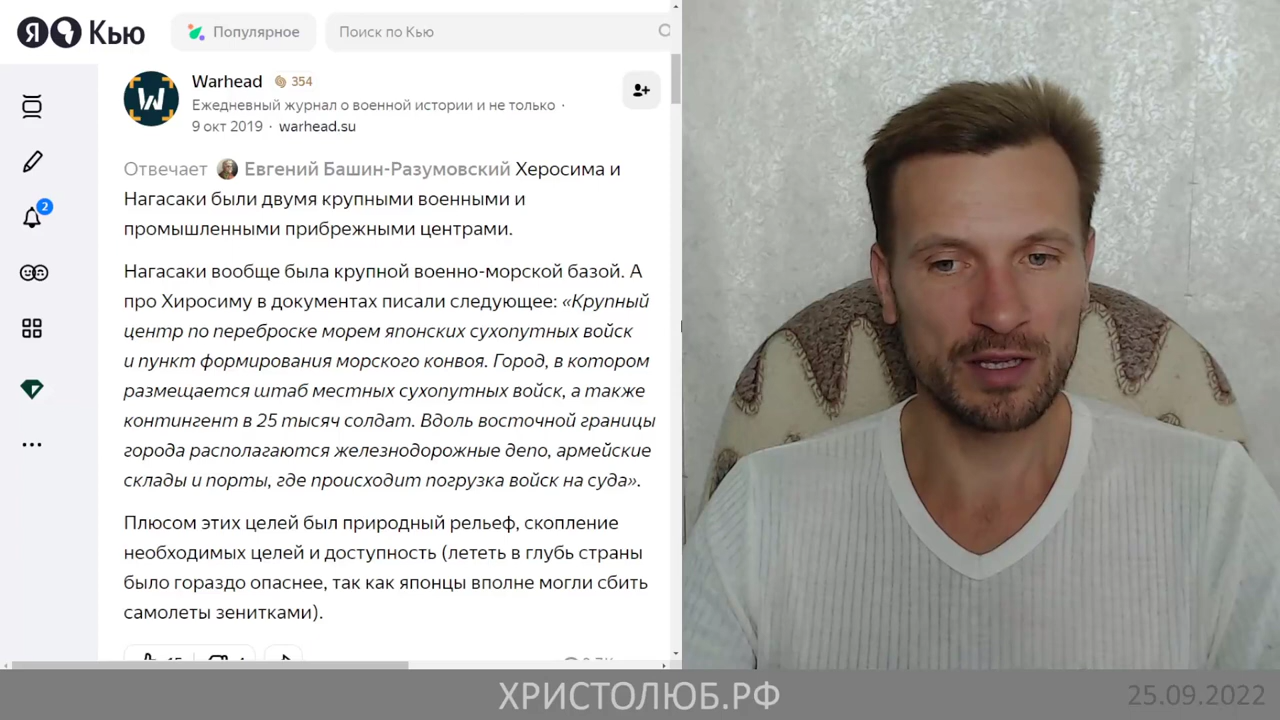 Я Кью
Популярное
Поиск по Кью
Warhead 354
Ежедневный журнал о военной истории и не только ·
9 окт 2019 · warhead.su
2
Отвечает Евгений Башин-Разумовский Херосима и
Нагасаки были двумя крупными военными и
промышленными прибрежными центрами.
Нагасаки вообще была крупной военно-морской базой. А
про Хиросиму в документах писали следующее: «Крупный
центр по переброске морем японских сухопутных войск
и пункт формирования морского конвоя. Город, в котором
размещается штаб местных сухопутных войск, а также
контингент в 25 тысяч солдат. Вдоль восточной границы
города располагаются железнодорожные депо, армейские
склады и порты, где происходит погрузка войск на суда».
Плюсом этих целей был природный рельеф, скопление
необходимых целей и доступность (лететь в глубь страны
было гораздо опаснее, так как японцы вполне могли сбить
самолеты зенитками).
ХРИСТОЛЮБ.РФ
25.09.2022